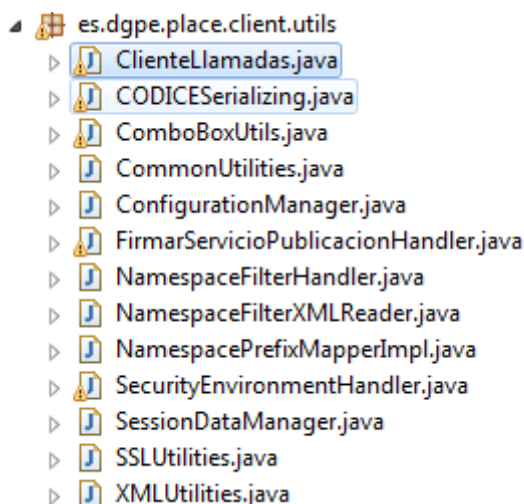 es.dgpe.place.client.utils
ClienteLlamadas.java
CODICESerializing.java
ComboBoxUtils.java
CommonUtilities.java
ConfigurationManager.java
FirmarServicioPublicacionHandler.java
NamespaceFilterHandler.java
NamespaceFilterXMLReader.java
NamespacePrefixMapperImpl.java
SecurityEnvironmentHandler.java
SessionDataManager.java
SSLUtilities.java
XMLUtilities.java